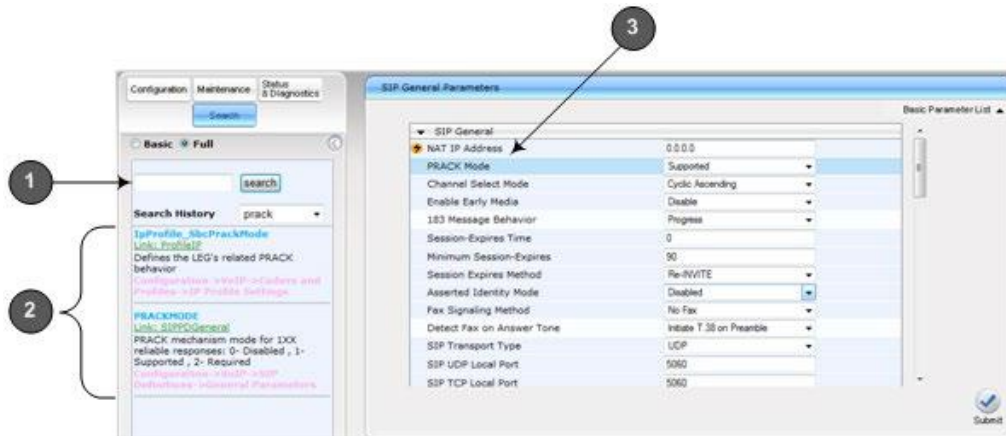 3
Configuration Maintenance Status & Diagnostics
Search
Basic Full
1
search
Search History prack
IpProfile_SbcPrackMode
Link: ProfileIP
Defines the LEG's related PRACK
behavior
Configuration->VoIP->Coders and
Profiles->IP Profile Settings
2
PRACKMODE
Link: SIPPDGeneral
PRACK mechanism mode for 1XX
reliable responses: 0- Disabled , 1-
Supported , 2- Required
Configuration->VoIP->SIP
Definitions->General Parameters
SIP General Parameters
Basic Parameter List
SIP General
NAT IP Address 0.0.0.0
PRACK Mode Supported
Channel Select Mode Cyclic Ascending
Enable Early Media Disable
183 Message Behavior Progress
Session-Expires Time 0
Minimum Session-Expires 90
Session Expires Method Re-INVITE
Asserted Identity Mode Disabled
Fax Signaling Method No Fax
Detect Fax on Answer Tone Initiate T.38 on Preamble
SIP Transport Type UDP
SIP UDP Local Port 5060
SIP TCP Local Port 5060
Submit